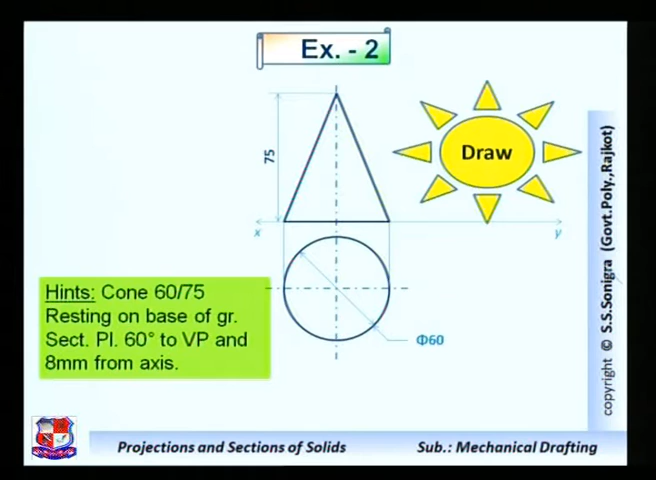 Ex. - 2
75
Draw
x
y
Hints: Cone 60/75
Resting on base of gr.
Sect. Pl. 60° to VP and
8mm from axis.
Φ60
copyright © S.S.Sonigra (Govt.Poly.,Rajkot)
Projections and Sections of Solids
Sub.: Mechanical Drafting